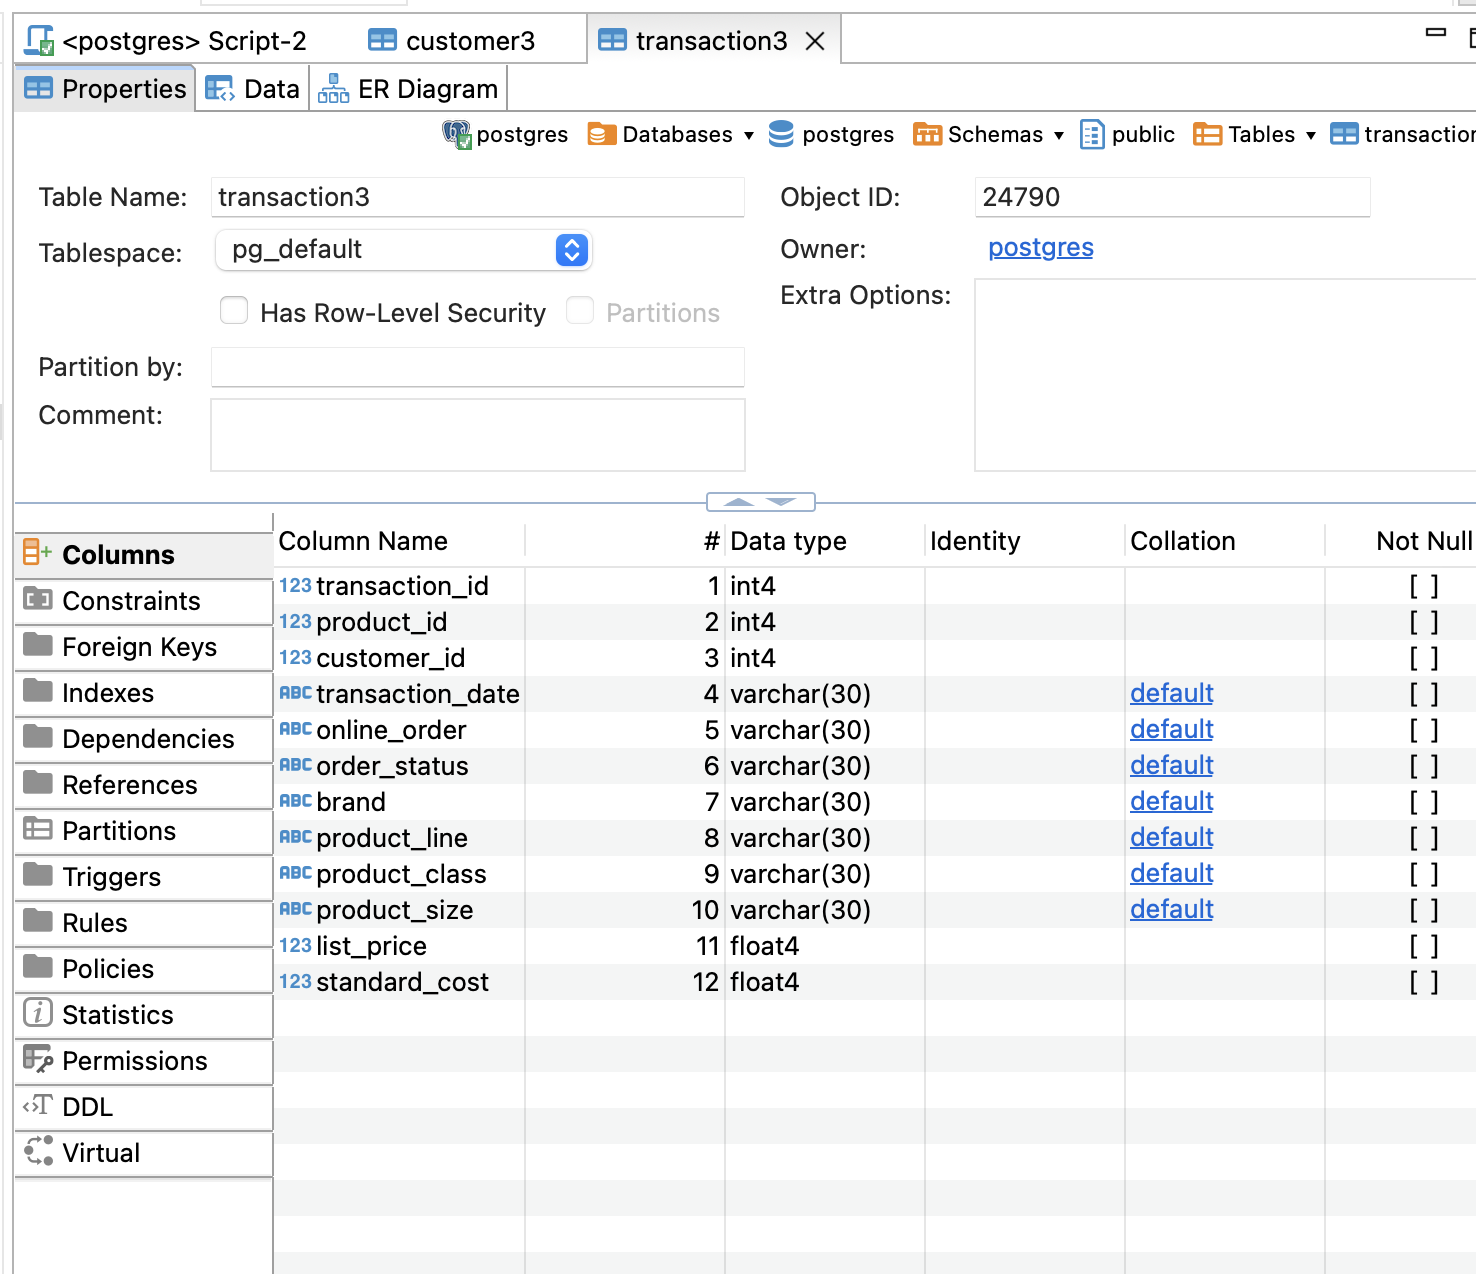 <postgres> Script-2 customer3 transaction3
Properties Data ER Diagram
postgres Databases postgres Schemas public Tables
Table Name: transaction3 Object ID: 24790
Tablespace: pg_default Owner: postgres
Has Row-Level Security Partitions Extra Options:
Partition by:
Comment:
Column Name # Data type Identity Collation Not Null
123 transaction_id 1 int4 [ ]
123 product_id 2 int4 [ ]
123 customer_id 3 int4 [ ]
ABC transaction_date 4 varchar(30) default [ ]
ABC online_order 5 varchar(30) default [ ]
ABC order_status 6 varchar(30) default [ ]
ABC brand 7 varchar(30) default [ ]
ABC product_line 8 varchar(30) default [ ]
ABC product_class 9 varchar(30) default [ ]
ABC product_size 10 varchar(30) default [ ]
123 list_price 11 float4 [ ]
123 standard_cost 12 float4 [ ]
Columns
Constraints
Foreign Keys
Indexes
Dependencies
References
Partitions
Triggers
Rules
Policies
Statistics
Permissions
DDL
Virtual